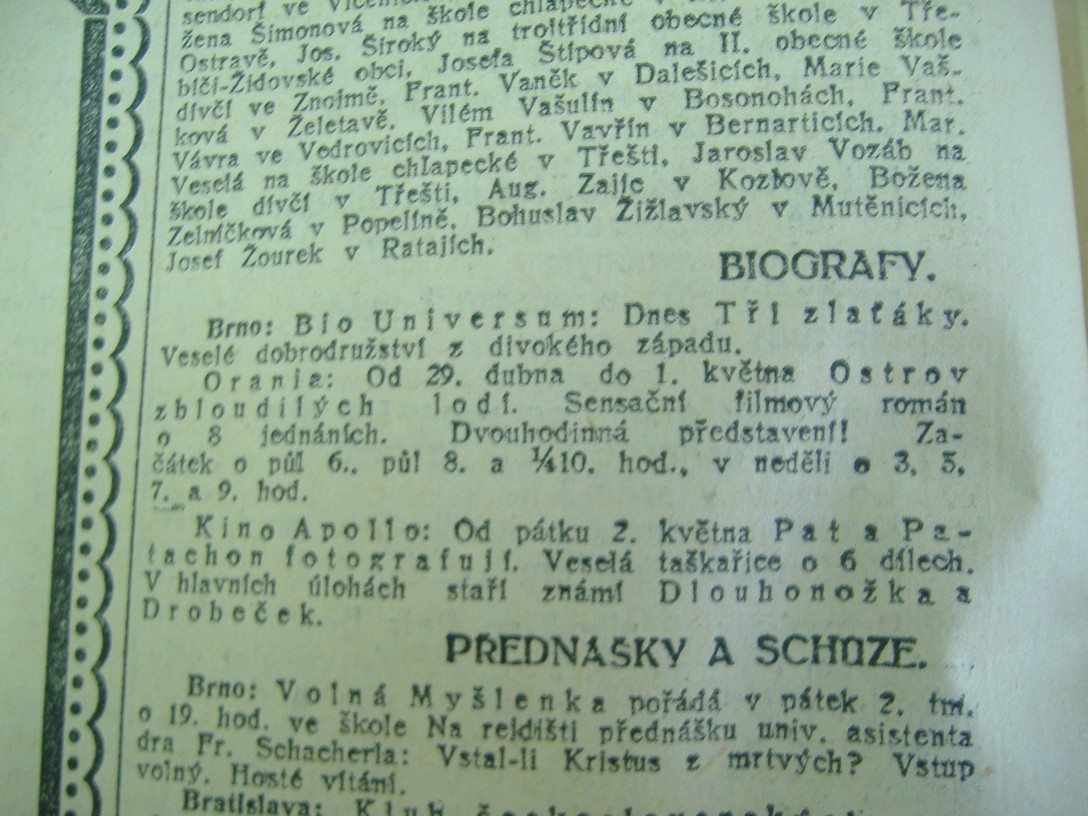 sendorf ve
žena Šimonová na škole chlapecké v
Ostravě, Jos. Široký na troitřídní obecné škole v Tře-
bíči-Židovské obci, Josefa Štipová na II. obecné škole
dívčí ve Znojmě, Frant. Vaněk v Dalešicích, Marie Vaš-
ková v Želetavě. Vilém Vašulín v Bosonohách, Frant.
Vávra ve Vedrovicích, Frant. Vavřín v Bernarticích. Mar.
Veselá na škole chlapecké v Třešti, Jaroslav Vozáb na
škole dívčí v Třešti, Aug. Zajíc v Kozlově, Božena
Zelníčková v Popelíně, Bohuslav Žižlavský v Mutěnicích,
Josef Žourek v Ratajích.
BIOGRAFY.
Brno: Bio Universum: Dnes Tři zlaťáky.
Veselé dobrodružství z divokého západu.
Orania: Od 29. dubna do 1. května Ostrov
zbloudilých lodí. Sensační filmový román
o 8 jednáních. Dvouhodinná představení! Za-
čátek o půl 6., půl 8. a ¼10. hod., v neděli o 3, 5,
7. a 9. hod.
Kino Apollo: Od pátku 2. května Pat a Pa-
tachon fotografují. Veselá taškařice o 6 dílech.
V hlavních úlohách staří známí Dlouhonožka a
Drobeček.
PŘEDNÁŠKY A SCHŮZE.
Brno: Volná Myšlenka pořádá v pátek 2. tm.
o 19. hod. ve škole Na rejdišti přednášku univ. asistenta
dra Fr. Schacherla: Vstal-li Kristus z mrtvých? Vstup
volný. Hosté vítáni.
Bratislava: Klub